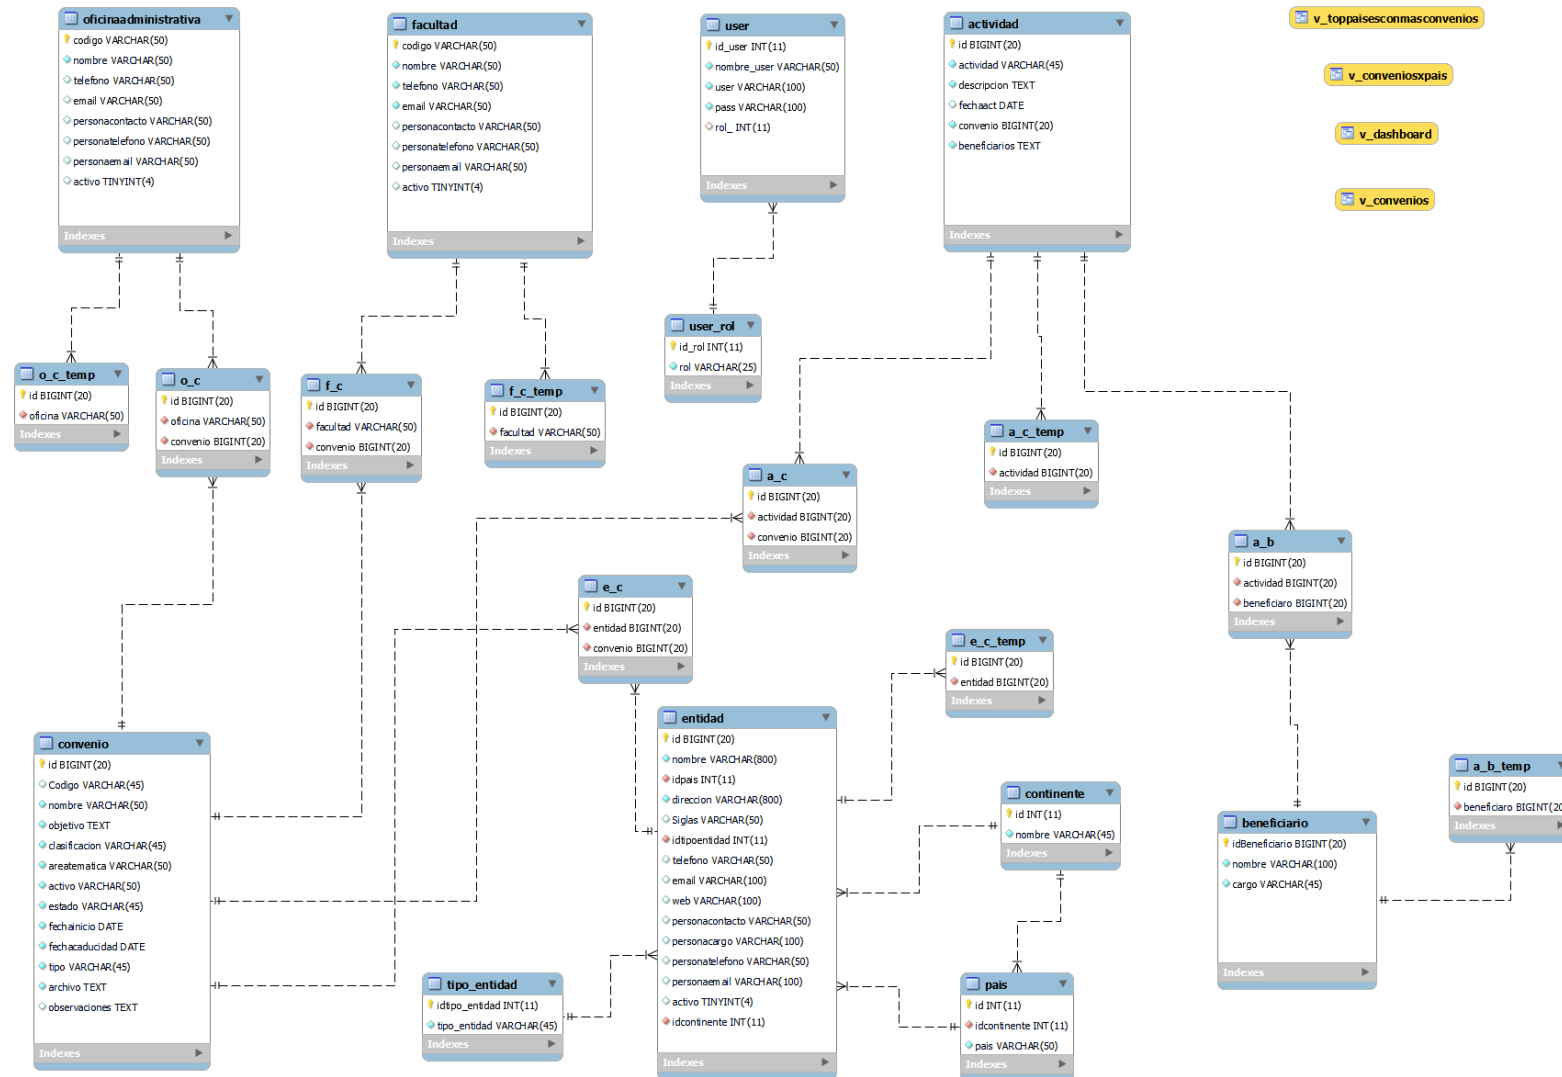 oficinaadministrativa
codigo VARCHAR(50)
nombre VARCHAR(50)
telefono VARCHAR(50)
email VARCHAR(50)
personacontacto VARCHAR(50)
personatelefono VARCHAR(50)
personaemail VARCHAR(50)
activo TINYINT(4)
Indexes
facultad
codigo VARCHAR(50)
nombre VARCHAR(50)
telefono VARCHAR(50)
email VARCHAR(50)
personacontacto VARCHAR(50)
personatelefono VARCHAR(50)
personaemail VARCHAR(50)
activo TINYINT(4)
Indexes
user
id_user INT(11)
nombre_user VARCHAR(50)
user VARCHAR(100)
pass VARCHAR(100)
rol_ INT(11)
Indexes
actividad
id BIGINT(20)
actividad VARCHAR(45)
descripcion TEXT
fechaact DATE
convenio BIGINT(20)
beneficiarios TEXT
Indexes
v_toppaisesconmasconvenios
v_conveniosxpais
v_dashboard
v_convenios
o_c_temp
id BIGINT(20)
oficina VARCHAR(50)
Indexes
o_c
id BIGINT(20)
oficina VARCHAR(50)
convenio BIGINT(20)
Indexes
f_c
id BIGINT(20)
facultad VARCHAR(50)
convenio BIGINT(20)
Indexes
f_c_temp
id BIGINT(20)
facultad VARCHAR(50)
Indexes
user_rol
id_rol INT(11)
rol VARCHAR(25)
Indexes
a_c
id BIGINT(20)
actividad BIGINT(20)
convenio BIGINT(20)
Indexes
a_c_temp
id BIGINT(20)
actividad BIGINT(20)
Indexes
a_b
id BIGINT(20)
actividad BIGINT(20)
beneficiaro BIGINT(20)
Indexes
e_c
id BIGINT(20)
entidad BIGINT(20)
convenio BIGINT(20)
Indexes
e_c_temp
id BIGINT(20)
entidad BIGINT(20)
Indexes
convenio
id BIGINT(20)
Codigo VARCHAR(45)
nombre VARCHAR(50)
objetivo TEXT
clasificacion VARCHAR(45)
areatematica VARCHAR(50)
activo VARCHAR(50)
estado VARCHAR(45)
fechainicio DATE
fechacaducidad DATE
tipo VARCHAR(45)
archivo TEXT
observaciones TEXT
Indexes
entidad
id BIGINT(20)
nombre VARCHAR(800)
idpais INT(11)
direccion VARCHAR(800)
Siglas VARCHAR(50)
idtipoentidad INT(11)
telefono VARCHAR(50)
email VARCHAR(100)
web VARCHAR(100)
personacontacto VARCHAR(50)
personacargo VARCHAR(100)
personatelefono VARCHAR(50)
personaemail VARCHAR(100)
activo TINYINT(4)
idcontinente INT(11)
Indexes
tipo_entidad
idtipo_entidad INT(11)
tipo_entidad VARCHAR(45)
Indexes
continente
id INT(11)
nombre VARCHAR(45)
Indexes
pais
id INT(11)
idcontinente INT(11)
pais VARCHAR(50)
Indexes
beneficiario
idBeneficiario BIGINT(20)
nombre VARCHAR(100)
cargo VARCHAR(45)
Indexes
a_b_temp
id BIGINT(20)
beneficiaro BIGINT(20
Indexes